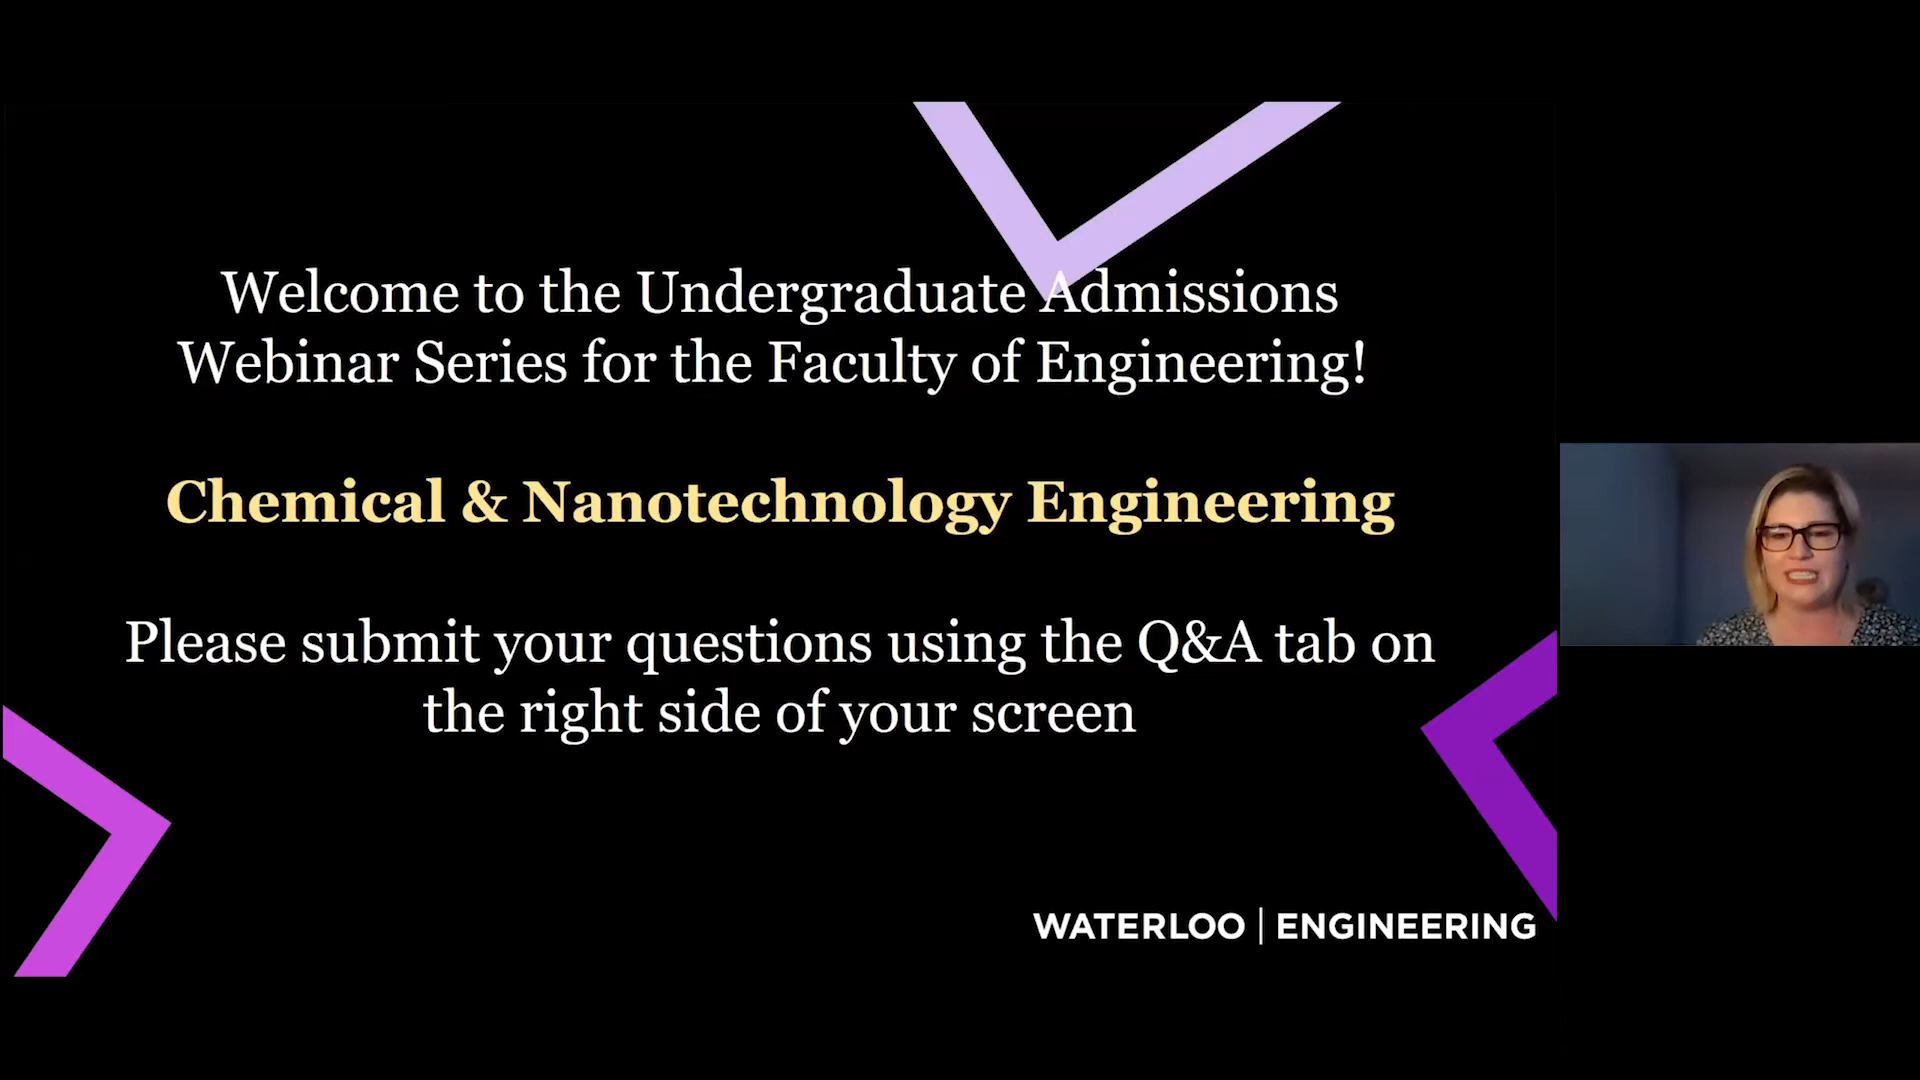 Welcome to the Undergraduate Admissions
Webinar Series for the Faculty of Engineering!
Chemical & Nanotechnology Engineering
Please submit your questions using the Q&A tab on
the right side of your screen
WATERLOO | ENGINEERING